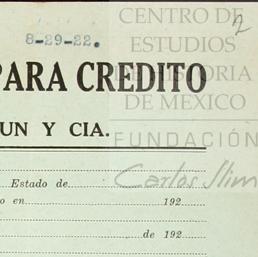 CENTRO DE
ESTUDIOS
DE HISTORIA
DE MEXICO
FUNDACIÓN
Carlos Slim
2
8-29-22.
PARA CREDITO
UN Y CIA.
Estado de
o en 192
de 192